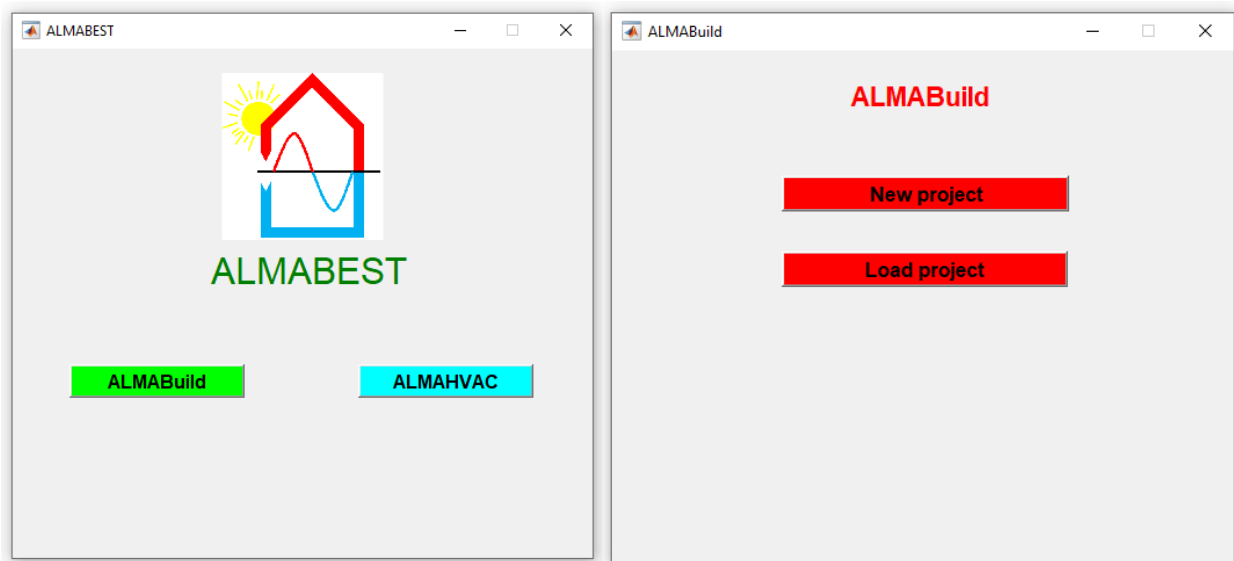 ALMABEST
ALMABEST
ALMABuild
ALMAHVAC
ALMABuild
ALMABuild
New project
Load project